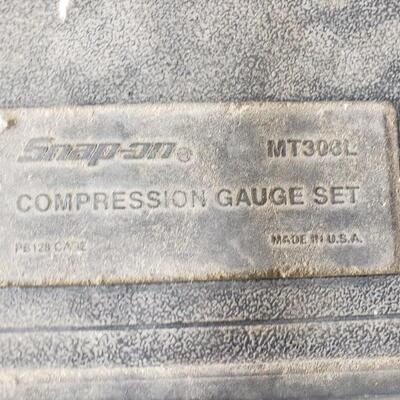 Snap-on® MT308L
COMPRESSION GAUGE SET
PB128 CASE MADE IN U.S.A.